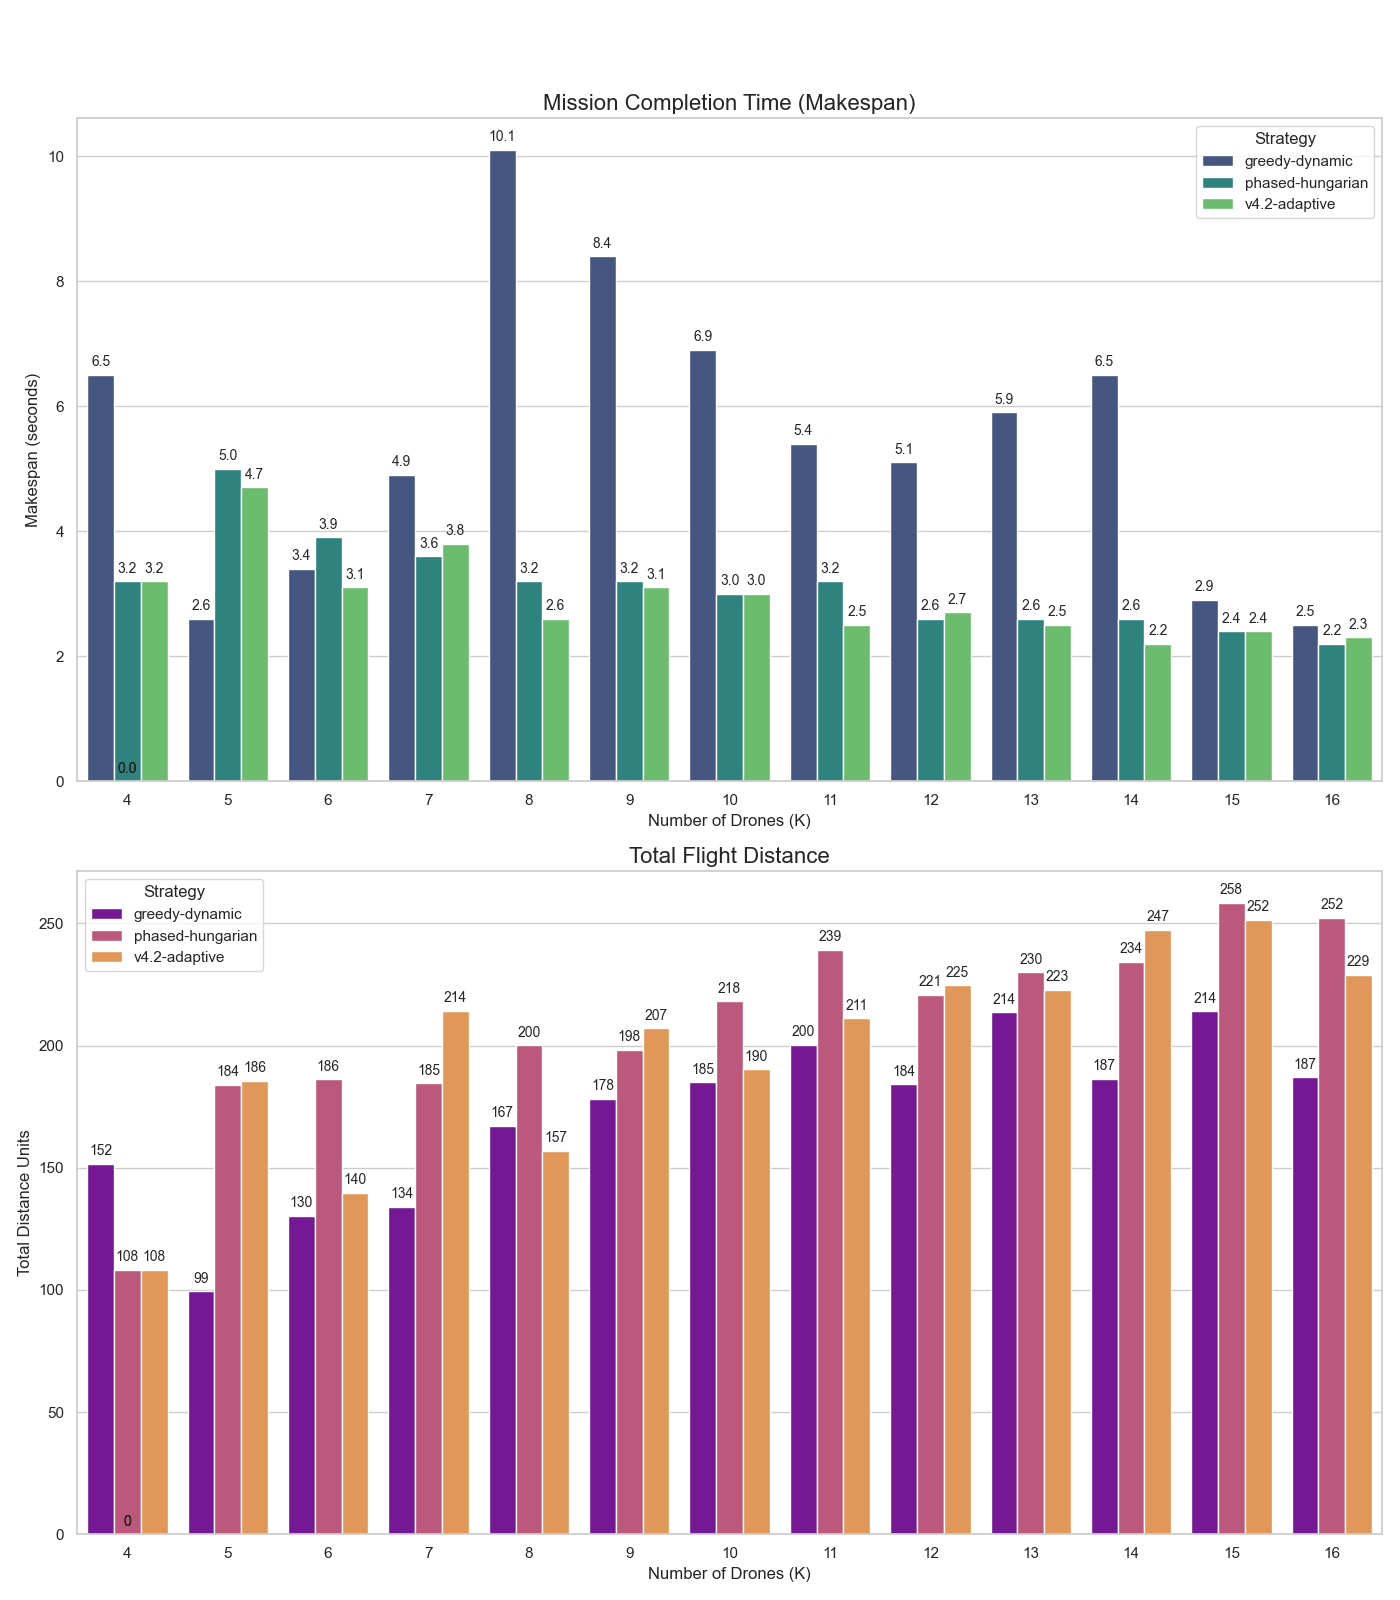 Mission Completion Time (Makespan)
Strategy
greedy-dynamic
phased-hungarian
v4.2-adaptive
Makespan (seconds)
10
8
6
4
2
0
6.5 3.2 3.2 0.0
2.6 5.0 4.7
3.4 3.9 3.1
4.9 3.6 3.8
10.1 3.2 2.6
8.4 3.2 3.1
6.9 3.0 3.0
5.4 3.2 2.5
5.1 2.6 2.7
5.9 2.6 2.5
6.5 2.6 2.2
2.9 2.4 2.4
2.5 2.2 2.3
4 5 6 7 8 9 10 11 12 13 14 15 16
Number of Drones (K)
Total Flight Distance
Strategy
greedy-dynamic
phased-hungarian
v4.2-adaptive
Total Distance Units
250
200
150
100
50
0
152 108 108 0
99 184 186
130 186 140
134 185 214
167 200 157
178 198 207
185 218 190
200 239 211
184 221 225
214 230 223
187 234 247
214 258 252
187 252 229
4 5 6 7 8 9 10 11 12 13 14 15 16
Number of Drones (K)